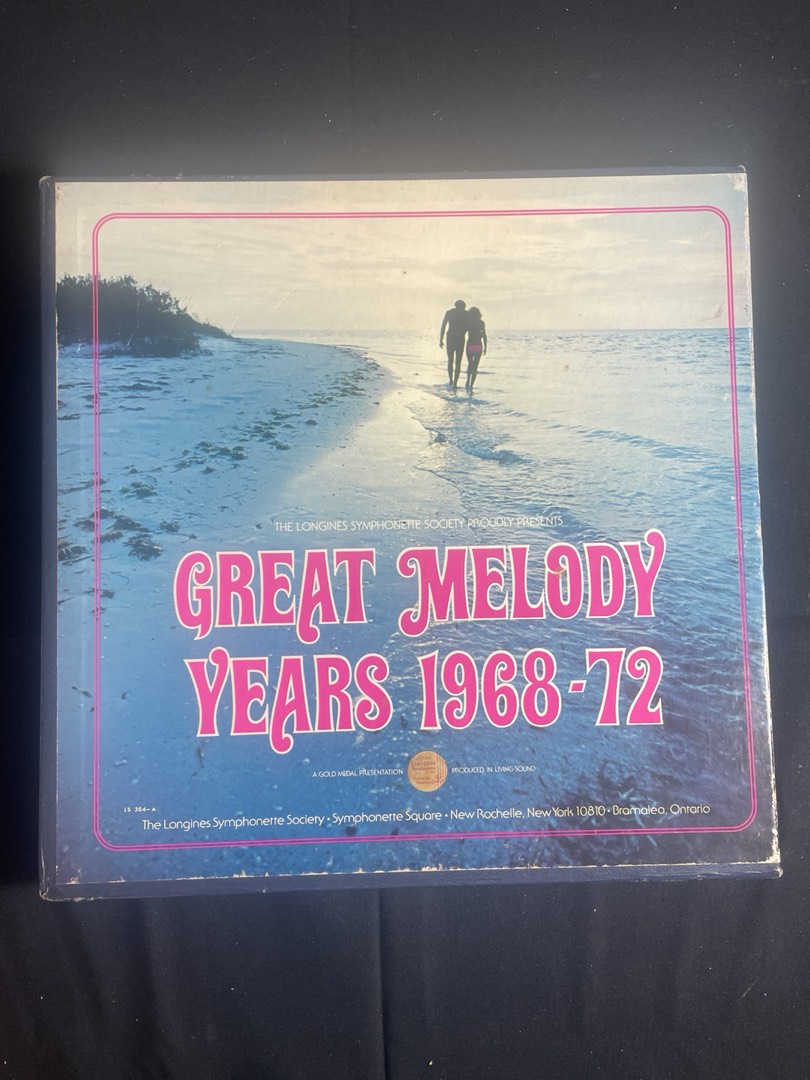 THE LONGINES SYMPHONETTE SOCIETY PROUDLY PRESENTS
GREAT MELODY
YEARS 1968-72
A GOLD MEDAL PRESENTATION PRODUCED IN LIVING SOUND
LS 304-A
The Longines Symphonette Society • Symphonette Square • New Rochelle, New York 10810 • Bramalea, Ontario